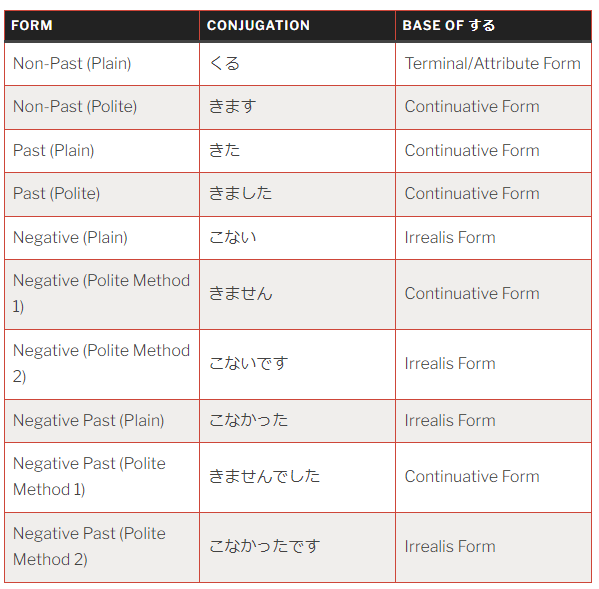 FORM CONJUGATION BASE OF する
Non-Past (Plain) くる Terminal/Attribute Form
Non-Past (Polite) きます Continuative Form
Past (Plain) きた Continuative Form
Past (Polite) きました Continuative Form
Negative (Plain) こない Irrealis Form
Negative (Polite Method
1) きません Continuative Form
Negative (Polite Method
2) こないです Irrealis Form
Negative Past (Plain) こなかった Irrealis Form
Negative Past (Polite
Method 1) きませんでした Continuative Form
Negative Past (Polite
Method 2) こなかったです Irrealis Form